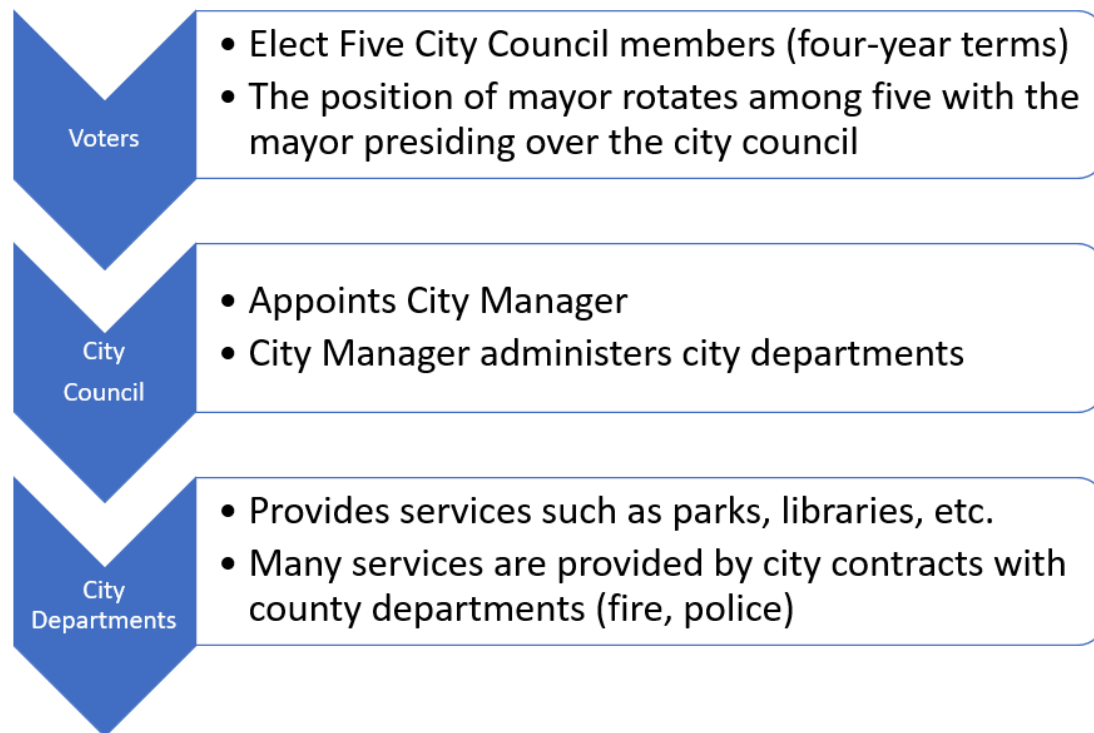 Voters
• Elect Five City Council members (four-year terms)
• The position of mayor rotates among five with the
mayor presiding over the city council
City
Council
• Appoints City Manager
• City Manager administers city departments
City
Departments
• Provides services such as parks, libraries, etc.
• Many services are provided by city contracts with
county departments (fire, police)